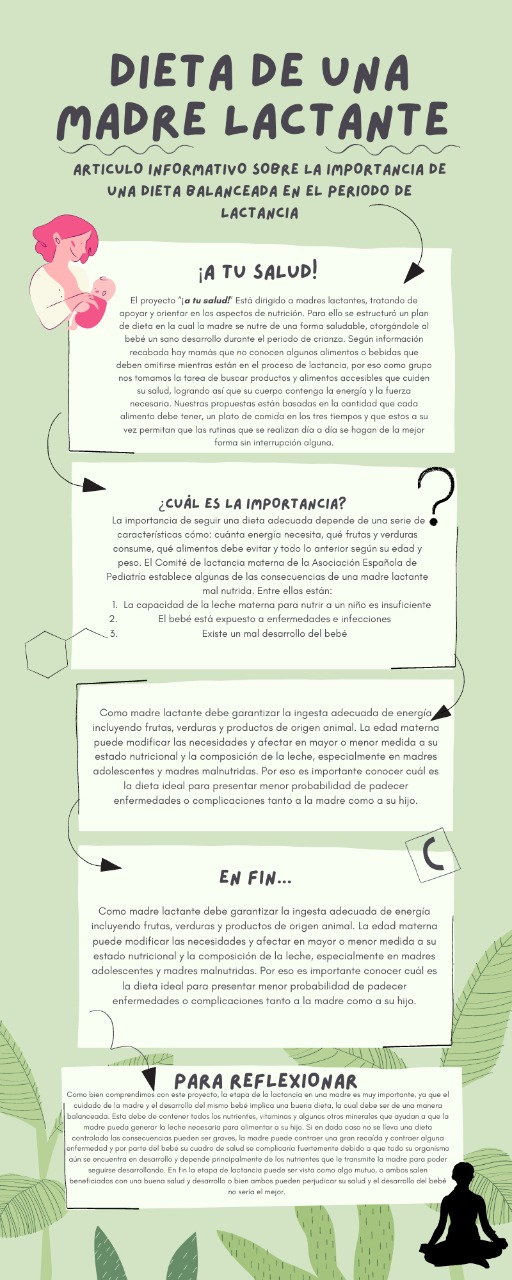 DIETA DE UNA
MADRE LACTANTE
ARTICULO INFORMATIVO SOBRE LA IMPORTANCIA DE
UNA DIETA BALANCEADA EN EL PERIODO DE
LACTANCIA
¡A TU SALUD!
El proyecto "¡a tu salud!" Está dirigido a madres lactantes, tratando de
apoyar y orientar en los aspectos de nutrición. Para ello se estructuró un plan
de dieta en la cual la madre se nutre de una forma saludable, otorgándole al
bebé un sano desarrollo durante el periodo de crianza. Según información
recabada hay mamás que no conocen algunos alimentos o bebidas que
deben omitirse mientras están en el proceso de lactancia, por eso como grupo
nos tomamos la tarea de buscar productos y alimentos accesibles que cuiden
su salud, logrando así que su cuerpo contenga la energía y la fuerza
necesaria. Nuestras propuestas están basadas en la cantidad que cada
alimento debe tener, un plato de comida en los tres tiempos y que estos a su
vez permitan que las rutinas que se realizan día a día se hagan de la mejor
forma sin interrupción alguna.
¿CUÁL ES LA IMPORTANCIA?
?
La importancia de seguir una dieta adecuada depende de una serie de
características cómo: cuánta energía necesita, qué frutas y verduras
consume, qué alimentos debe evitar y todo lo anterior según su edad y
peso. El Comité de lactancia materna de la Asociación Española de
Pediatría establece algunas de las consecuencias de una madre lactante
mal nutrida. Entre ellas están:
1. La capacidad de la leche materna para nutrir a un niño es insuficiente
2. El bebé está expuesto a enfermedades e infecciones
3. Existe un mal desarrollo del bebé
Como madre lactante debe garantizar la ingesta adecuada de energía
incluyendo frutas, verduras y productos de origen animal. La edad materna
puede modificar las necesidades y afectar en mayor o menor medida a su
estado nutricional y la composición de la leche, especialmente en madres
adolescentes y madres malnutridas. Por eso es importante conocer cuál es
la dieta ideal para presentar menor probabilidad de padecer
enfermedades o complicaciones tanto a la madre como a su hijo.
EN FIN...
Como madre lactante debe garantizar la ingesta adecuada de energía
incluyendo frutas, verduras y productos de origen animal. La edad materna
puede modificar las necesidades y afectar en mayor o menor medida a su
estado nutricional y la composición de la leche, especialmente en madres
adolescentes y madres malnutridas. Por eso es importante conocer cuál es
la dieta ideal para presentar menor probabilidad de padecer
enfermedades o complicaciones tanto a la madre como a su hijo.
PARA REFLEXIONAR
Como bien comprendimos con este proyecto, la etapa de la lactancia en una madre es muy importante, ya que el
cuidado de la madre y el desarrollo del mismo bebé implica una buena dieta, la cual debe ser de una manera
balanceada. Esta debe de contener todos los nutrientes, vitaminas y algunos otros minerales que ayudan a que la
madre pueda generar la leche necesaria para alimentar a su hijo. Si en dado caso no se lleva una dieta
controlada las consecuencias pueden ser graves, la madre puede contraer una gran recaída y contraer alguna
enfermedad y por parte del bebé su cuadro de salud se complicaría fuertemente debido a que todo su organismo
aún se encuentra en desarrollo y depende principalmente de los nutrientes que le transmite la madre para poder
seguirse desarrollando. En fin la etapa de lactancia puede ser vista como algo mutuo, o ambos salen
beneficiados con una buena salud y desarrollo o bien ambos pueden perjudicar su salud y el desarrollo del bebé
no sería el mejor.